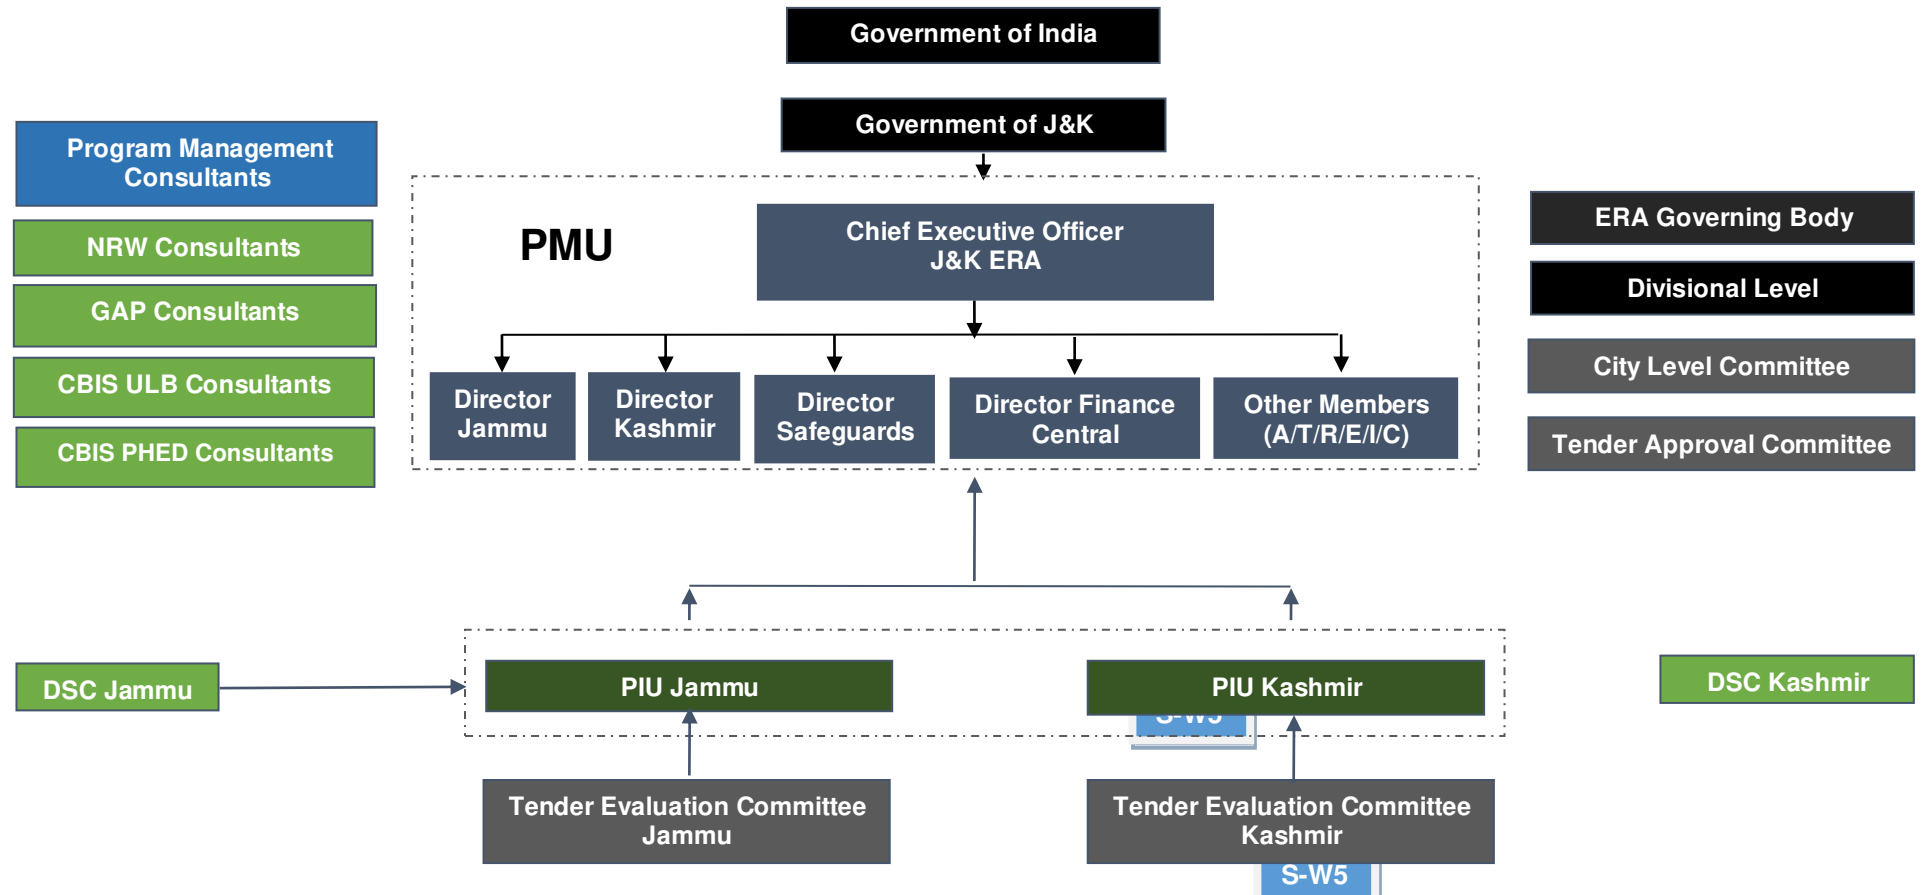 Government of India
Government of J&K
Program Management
Consultants
NRW Consultants
GAP Consultants
CBIS ULB Consultants
CBIS PHED Consultants
PMU
Chief Executive Officer
J&K ERA
Director
Jammu
Director
Kashmir
Director
Safeguards
Director Finance
Central
Other Members
(A/T/R/E/I/C)
ERA Governing Body
Divisional Level
City Level Committee
Tender Approval Committee
DSC Jammu
PIU Jammu
PIU Kashmir
DSC Kashmir
S-W5
Tender Evaluation Committee
Jammu
Tender Evaluation Committee
Kashmir
S-W5